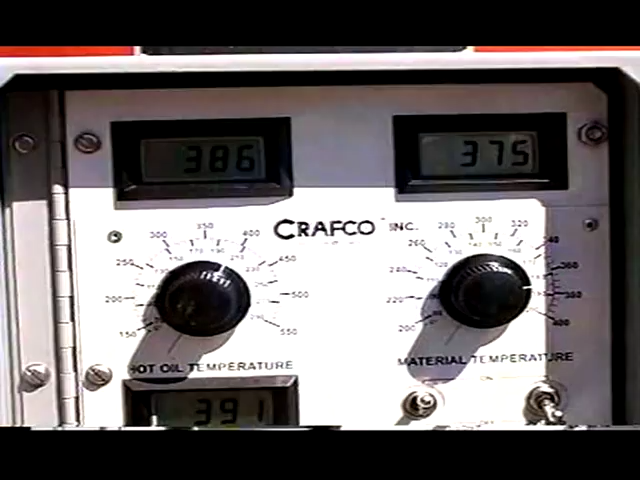 386
375
CRAFCO INC.
300 350 400
250 450
200 500
150 550
280 300 320
260 340
240 360
220 380
200 400
HOT OIL TEMPERATURE
MATERIAL TEMPERATURE
391